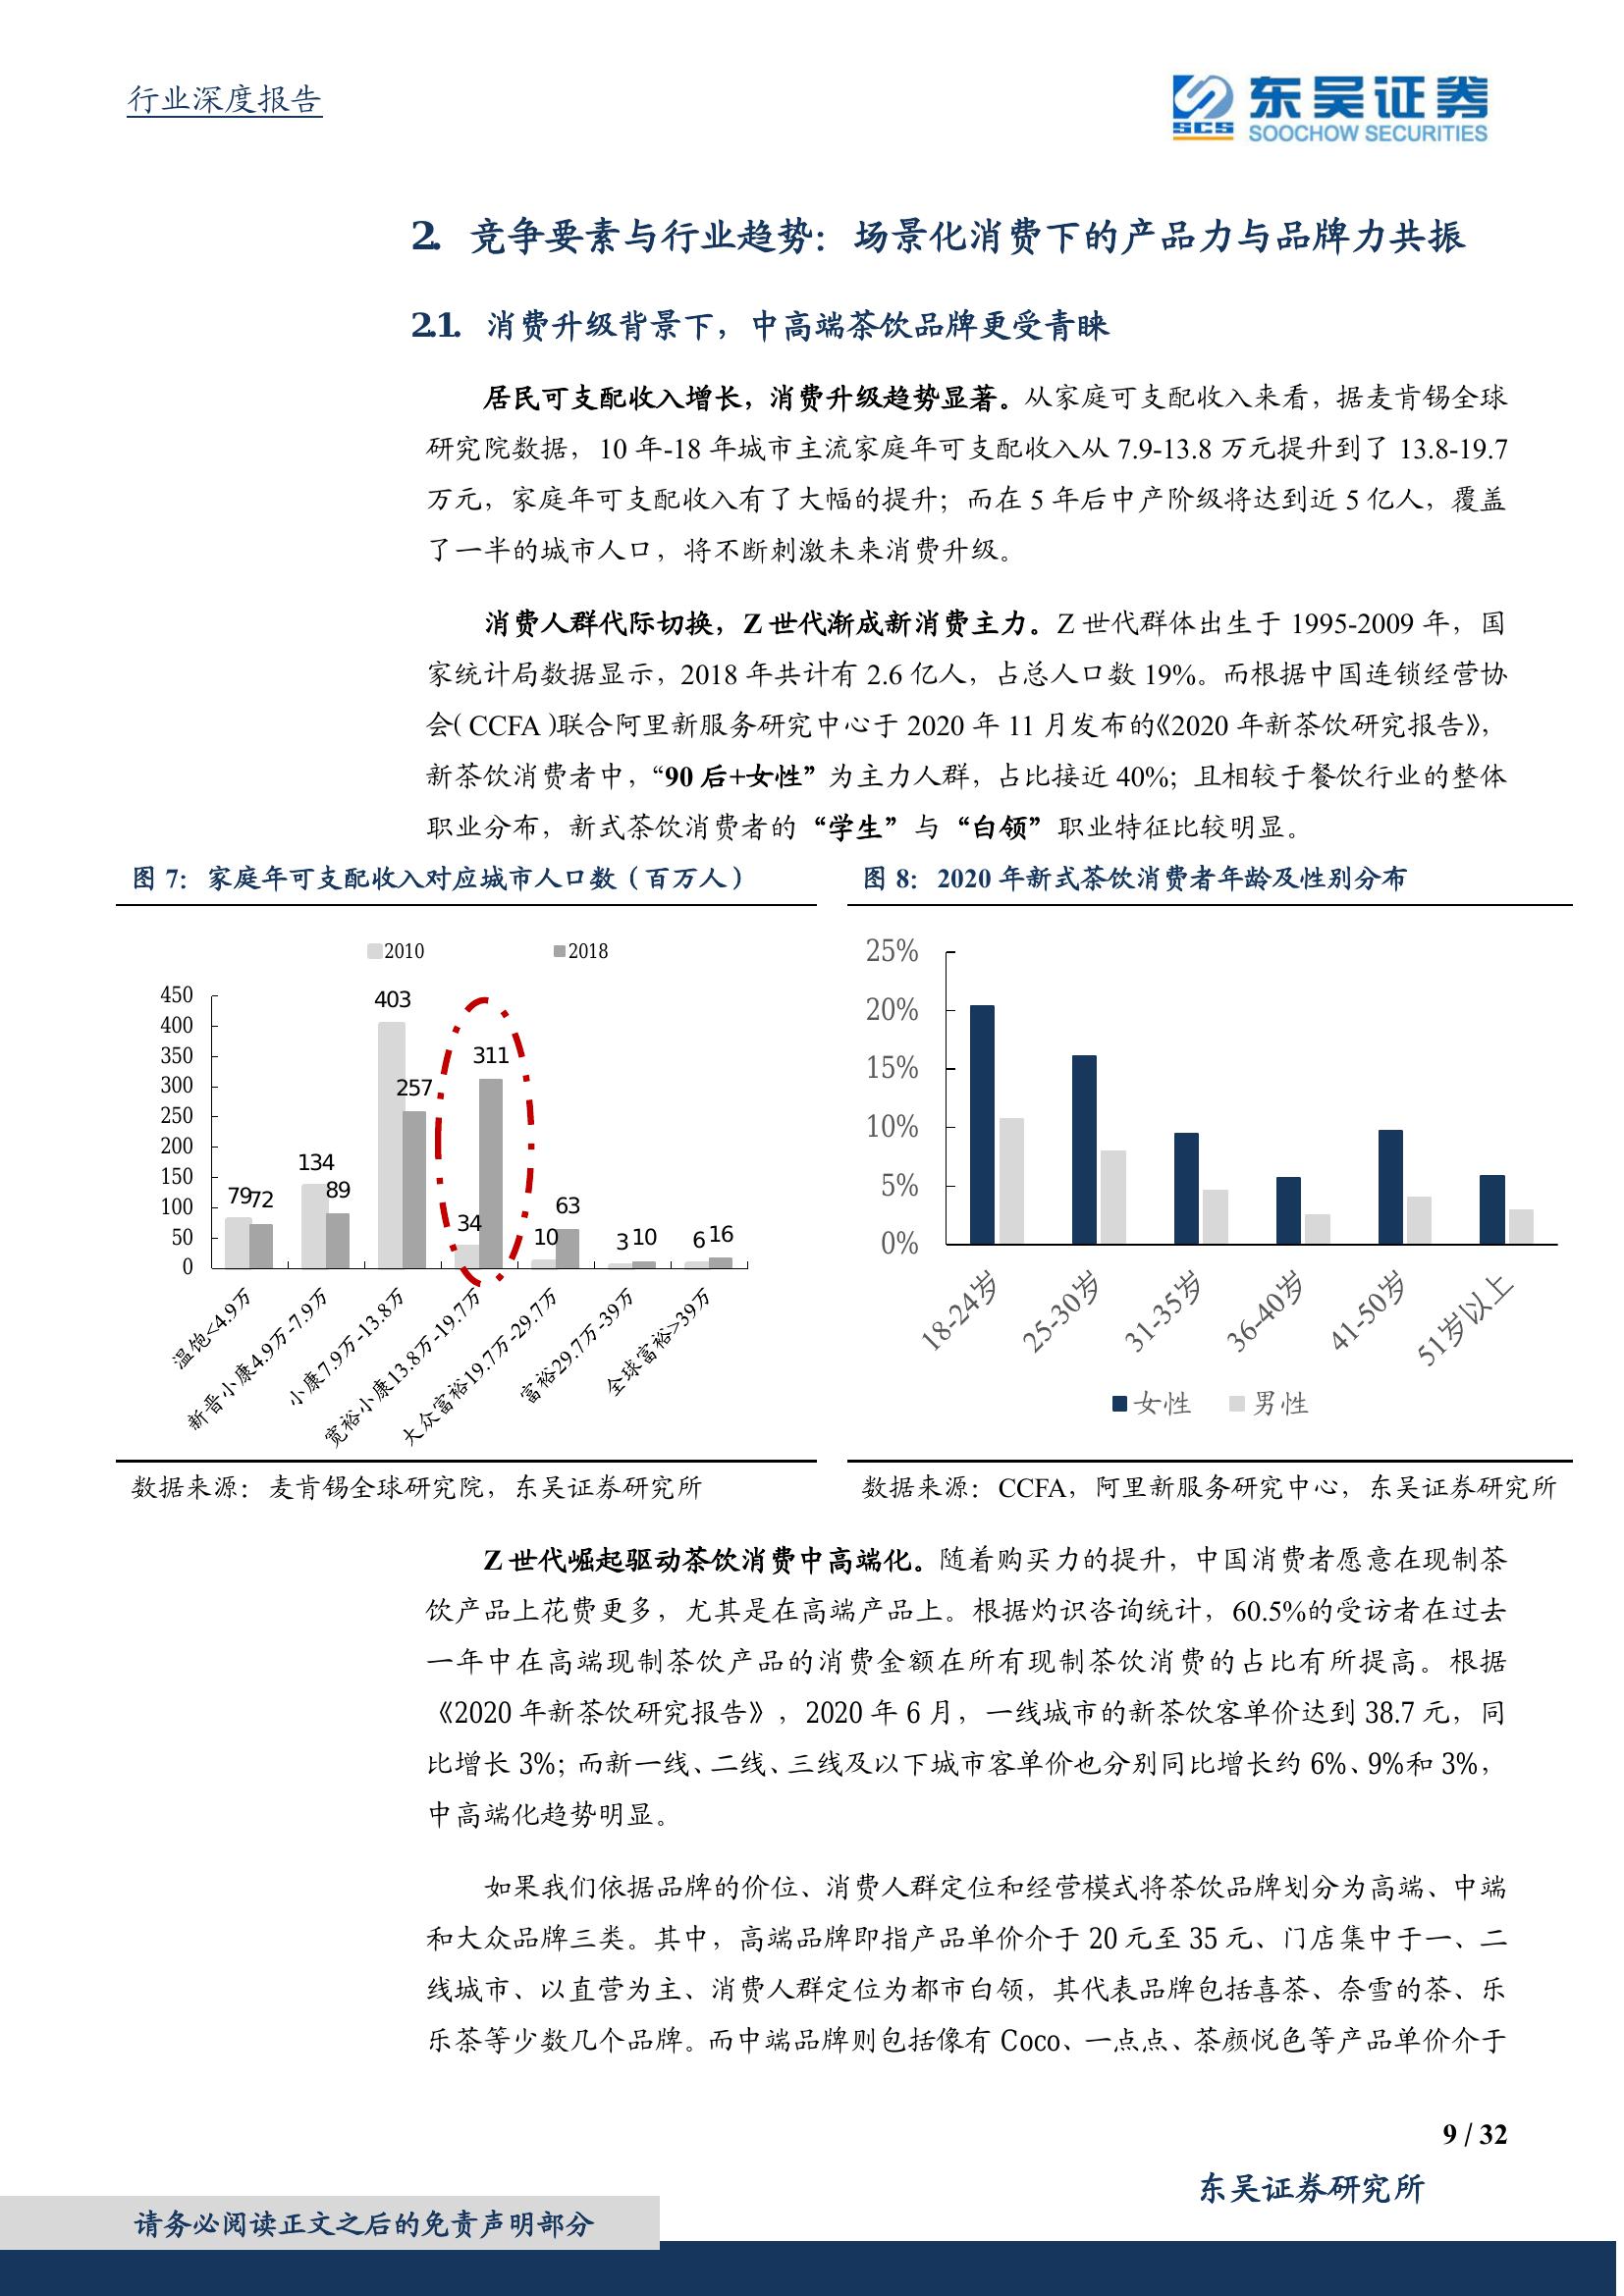 行业深度报告
SCS 东吴证券
SOOCHOW SECURITIES
2. 竞争要素与行业趋势：场景化消费下的产品力与品牌力共振
2.1. 消费升级背景下，中高端茶饮品牌更受青睐
居民可支配收入增长，消费升级趋势显著。从家庭可支配收入来看，据麦肯锡全球
研究院数据，10 年-18 年城市主流家庭年可支配收入从 7.9-13.8 万元提升到了 13.8-19.7
万元，家庭年可支配收入有了大幅的提升；而在 5 年后中产阶级将达到近 5 亿人，覆盖
了一半的城市人口，将不断刺激未来消费升级。
消费人群代际切换，Z 世代渐成新消费主力。Z 世代群体出生于 1995-2009 年，国
家统计局数据显示，2018 年共计有 2.6 亿人，占总人口数 19%。而根据中国连锁经营协
会（CCFA）联合阿里新服务研究中心于 2020 年 11 月发布的《2020 年新茶饮研究报告》，
新茶饮消费者中，“90 后+女性”为主力人群，占比接近 40%；且相较于餐饮行业的整体
职业分布，新式茶饮消费者的“学生”与“白领”职业特征比较明显。
图 7：家庭年可支配收入对应城市人口数（百万人）
2010 2018
450
400
350
300
250
200
150
100
50
0
79 72
134 89
403 257
34 311
10 63
3 10
6 16
温饱<4.9万
新晋小康4.9万-7.9万
小康7.9万-13.8万
宽裕小康13.8万-19.7万
大众富裕19.7万-29.7万
富裕29.7万-39万
全球富裕>39万
数据来源：麦肯锡全球研究院，东吴证券研究所
图 8：2020 年新式茶饮消费者年龄及性别分布
25%
20%
15%
10%
5%
0%
18-24岁
25-30岁
31-35岁
36-40岁
41-50岁
51岁以上
女性 男性
数据来源：CCFA，阿里新服务研究中心，东吴证券研究所
Z 世代崛起驱动茶饮消费中高端化。随着购买力的提升，中国消费者愿意在现制茶
饮产品上花费更多，尤其是在高端产品上。根据灼识咨询统计，60.5%的受访者在过去
一年中在高端现制茶饮产品的消费金额在所有现制茶饮消费的占比有所提高。根据
《2020 年新茶饮研究报告》，2020 年 6 月，一线城市的新茶饮客单价达到 38.7 元，同
比增长 3%；而新一线、二线、三线及以下城市客单价也分别同比增长约 6%、9%和 3%，
中高端化趋势明显。
如果我们依据品牌的价位、消费人群定位和经营模式将茶饮品牌划分为高端、中端
和大众品牌三类。其中，高端品牌即指产品单价介于 20 元至 35 元、门店集中于一、二
线城市、以直营为主、消费人群定位为都市白领，其代表品牌包括喜茶、奈雪的茶、乐
乐茶等少数几个品牌。而中端品牌则包括像有 Coco、一点点、茶颜悦色等产品单价介于
9 / 32
东吴证券研究所
请务必阅读正文之后的免责声明部分